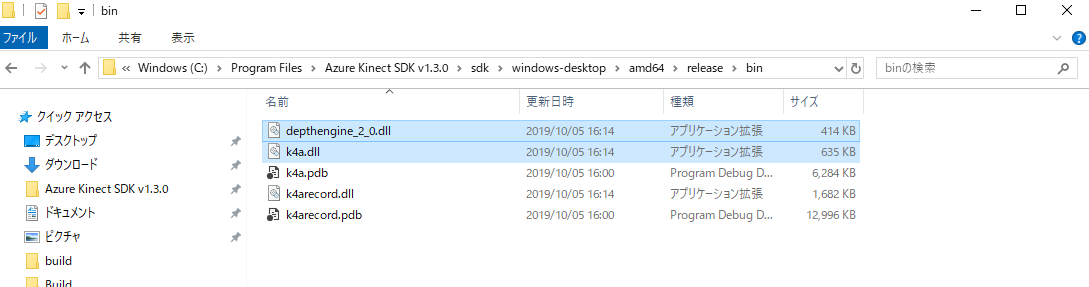 bin
ファイル ホーム 共有 表示
« Windows (C:) > Program Files > Azure Kinect SDK v1.3.0 > sdk > windows-desktop > amd64 > release > bin binの検索
名前 更新日時 種類 サイズ
クイック アクセス
デスクトップ
ダウンロード
Azure Kinect SDK v1.3.0
ドキュメント
ピクチャ
build
Build
depthengine_2_0.dll 2019/10/05 16:14 アプリケーション拡張 414 KB
k4a.dll 2019/10/05 16:14 アプリケーション拡張 635 KB
k4a.pdb 2019/10/05 16:00 Program Debug D... 6,284 KB
k4arecord.dll 2019/10/05 16:14 アプリケーション拡張 1,682 KB
k4arecord.pdb 2019/10/05 16:00 Program Debug D... 12,996 KB